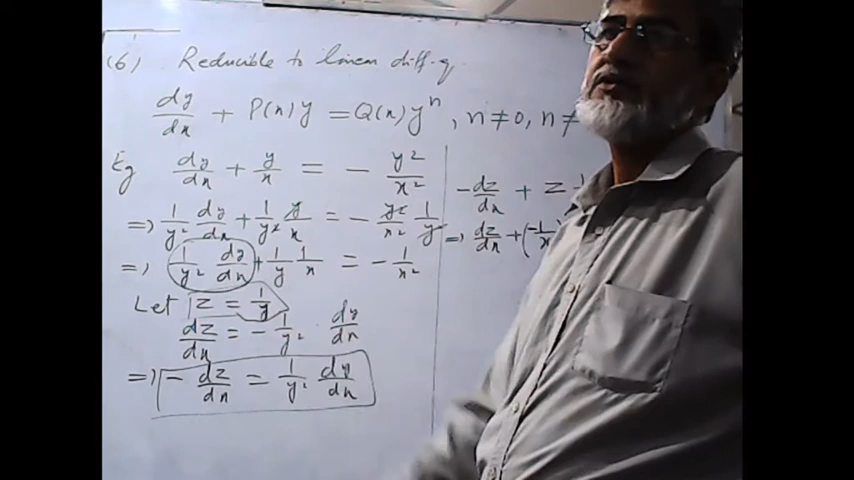 (6) Reducible to linear diff. q
dy/dx + P(x)y = Q(x)y^n, n ≠ 0, n ≠
Eg dy/dx + y/x = - y²/x²
=> 1/y² dy/dx + 1/y² y/x = - y²/x² 1/y²
=> 1/y² dy/dx + 1/y 1/x = - 1/x²
Let z = 1/y
dz/dx = - 1/y² dy/dx
=> - dz/dx = 1/y² dy/dx
- dz/dx + z
=> dz/dx + (-1/x)